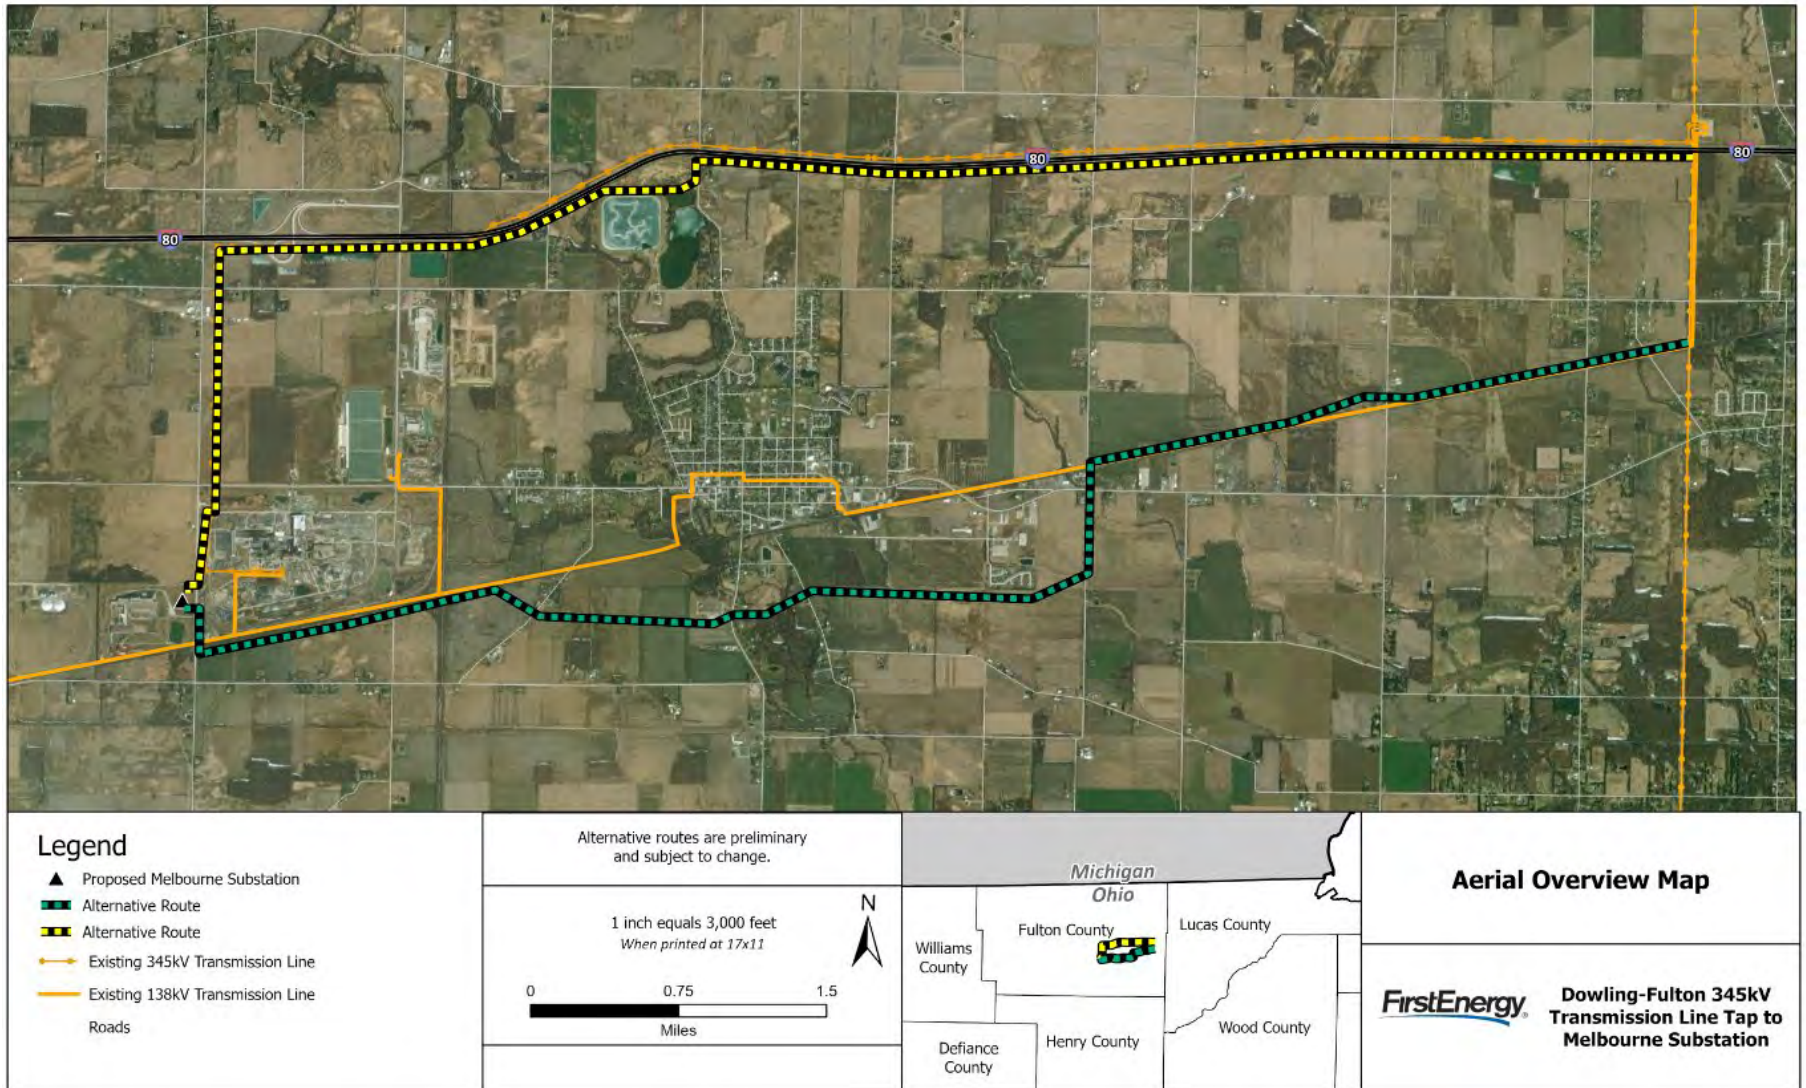 80
80
80
Legend
Proposed Melbourne Substation
Alternative Route
Alternative Route
Existing 345kV Transmission Line
Existing 138kV Transmission Line
Roads
Alternative routes are preliminary
and subject to change.
1 inch equals 3,000 feet
When printed at 17x11
N
0 0.75 1.5
Miles
Michigan
Ohio
Fulton County
Lucas County
Williams
County
Wood County
Henry County
Defiance
County
Aerial Overview Map
FirstEnergy®
Dowling-Fulton 345kV
Transmission Line Tap to
Melbourne Substation